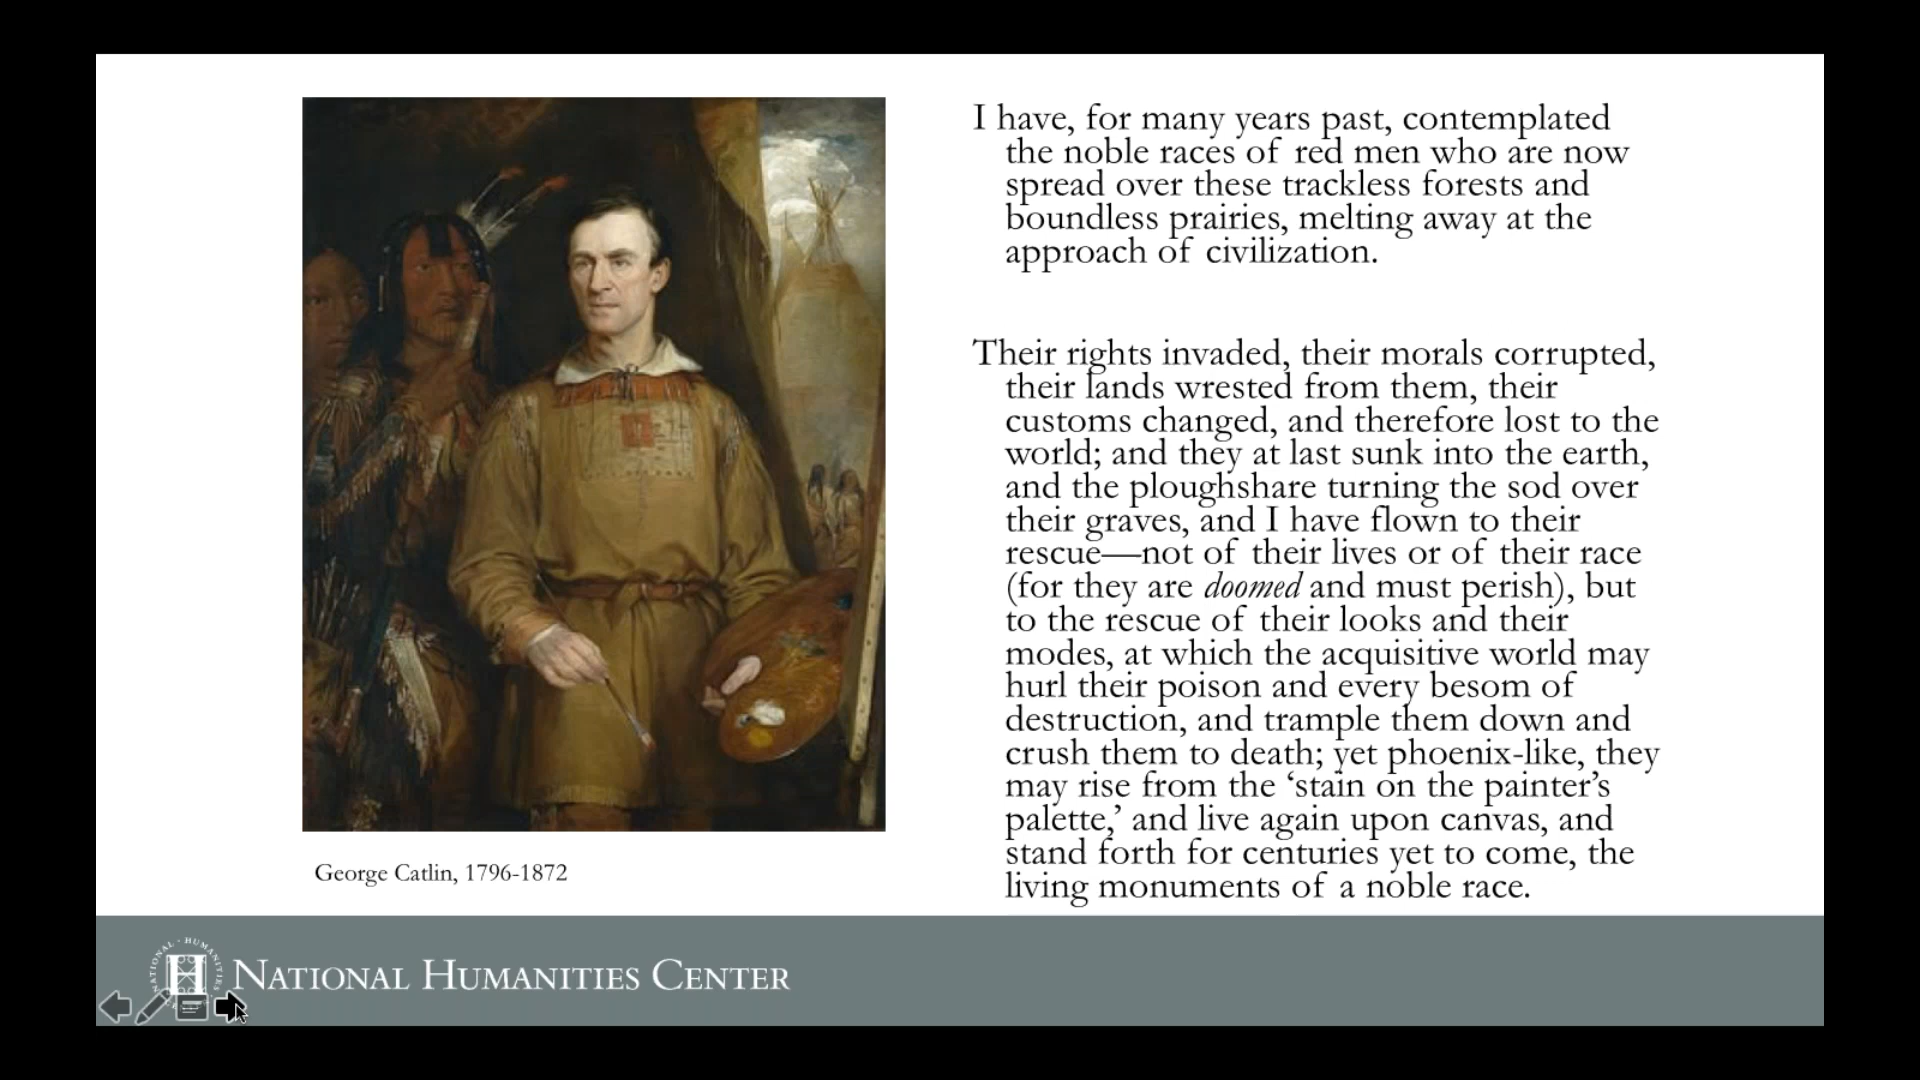 I have, for many years past, contemplated
the noble races of red men who are now
spread over these trackless forests and
boundless prairies, melting away at the
approach of civilization.
Their rights invaded, their morals corrupted,
their lands wrested from them, their
customs changed, and therefore lost to the
world; and they at last sunk into the earth,
and the ploughshare turning the sod over
their graves, and I have flown to their
rescue—not of their lives or of their race
(for they are doomed and must perish), but
to the rescue of their looks and their
modes, at which the acquisitive world may
hurl their poison and every besom of
destruction, and trample them down and
crush them to death; yet phoenix-like, they
may rise from the ‘stain on the painter’s
palette,’ and live again upon canvas, and
stand forth for centuries yet to come, the
living monuments of a noble race.
George Catlin, 1796-1872
NATIONAL · HUMANITIES
H
NATIONAL HUMANITIES CENTER